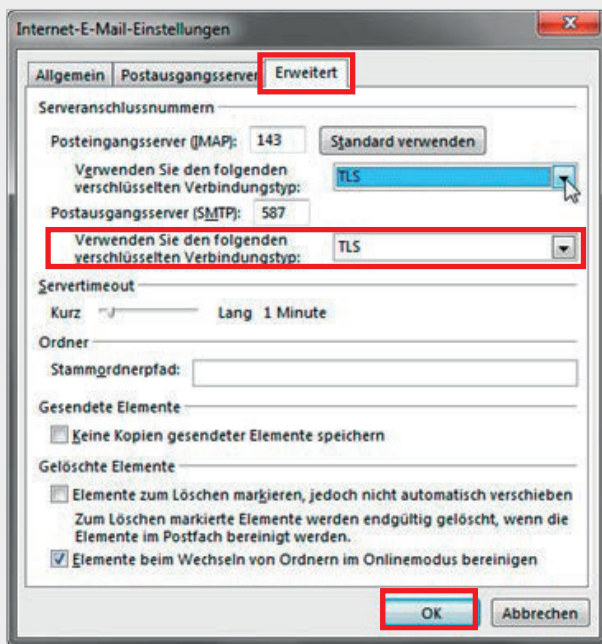 Internet-E-Mail-Einstellungen
Allgemein Postausgangsserver Erweitert
Serveranschlussnummern
Posteingangsserver (IMAP): 143 Standard verwenden
Verwenden Sie den folgenden
verschlüsselten Verbindungstyp: TLS
Postausgangsserver (SMTP): 587
Verwenden Sie den folgenden
verschlüsselten Verbindungstyp: TLS
Servertimeout
Kurz Lang 1 Minute
Ordner
Stammordnerpfad:
Gesendete Elemente
Keine Kopien gesendeter Elemente speichern
Gelöschte Elemente
Elemente zum Löschen markieren, jedoch nicht automatisch verschieben
Zum Löschen markierte Elemente werden endgültig gelöscht, wenn die
Elemente im Postfach bereinigt werden.
Elemente beim Wechseln von Ordnern im Onlinemodus bereinigen
OK Abbrechen